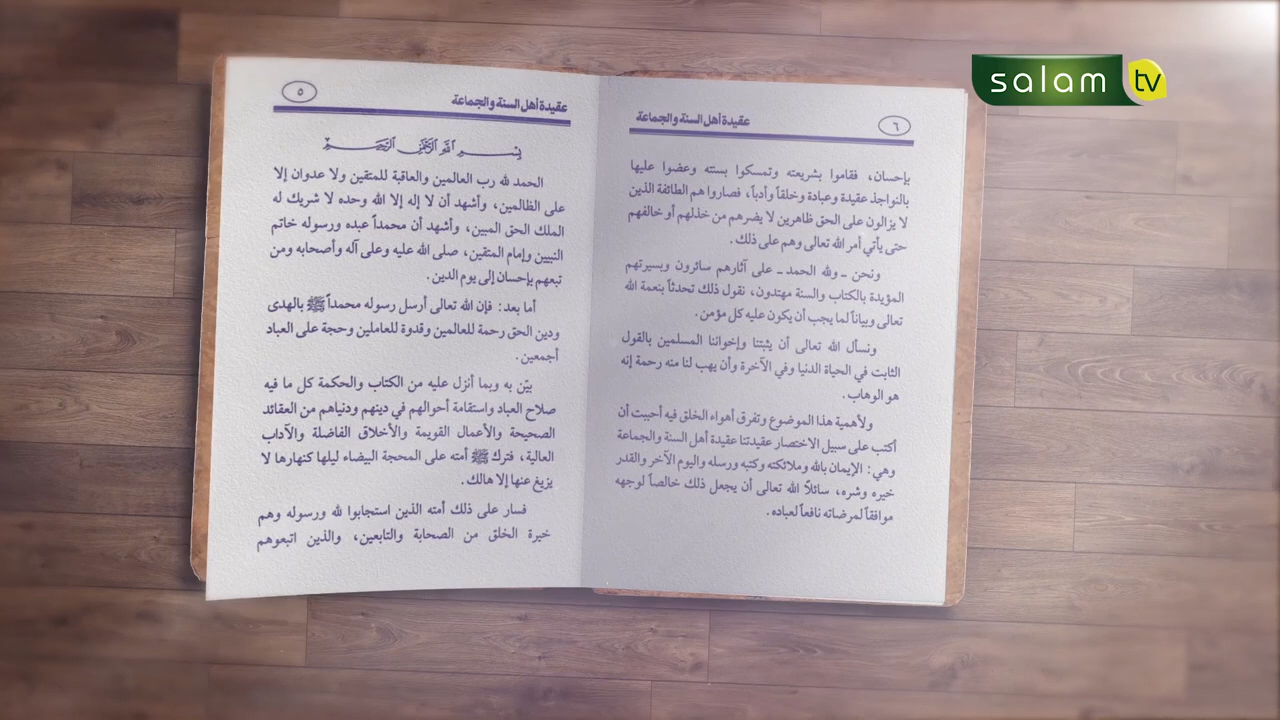 salam tv
٥
عقيدة أهل السنة والجماعة
بسم الله الرحمن الرحيم
الحمد لله رب العالمين والعاقبة للمتقين ولا عدوان إلا
على الظالمين، وأشهد أن لا إله إلا الله وحده لا شريك له
الملك الحق المبين، وأشهد أن محمداً عبده ورسوله خاتم
النبيين وإمام المتقين، صلى الله عليه وعلى آله وأصحابه ومن
تبعهم بإحسان إلى يوم الدين.
أما بعد: فإن الله تعالى أرسل رسوله محمداً ﷺ بالهدى
ودين الحق رحمة للعالمين وقدوة للعاملين وحجة على العباد
أجمعين.
بيّن به وبما أنزل عليه من الكتاب والحكمة كل ما فيه
صلاح العباد واستقامة أحوالهم في دينهم ودنياهم من العقائد
الصحيحة والأعمال القويمة والأخلاق الفاضلة والآداب
العالية، فترك ﷺ أمته على المحجة البيضاء ليلها كنهارها لا
يزيغ عنها إلا هالك.
فسار على ذلك أمته الذين استجابوا لله ورسوله وهم
خيرة الخلق من الصحابة والتابعين، والذين اتبعوهم
٦
عقيدة أهل السنة والجماعة
بإحسان، فقاموا بشريعته وتمسكوا بسنته وعضوا عليها
بالنواجذ عقيدة وعبادة وخلقاً وأدباً، فصاروا هم الطائفة الذين
لا يزالون على الحق ظاهرين لا يضرهم من خذلهم أو خالفهم
حتى يأتي أمر الله تعالى وهم على ذلك.
ونحن ـ ولله الحمد ـ على آثارهم سائرون وبسيرتهم
المؤيدة بالكتاب والسنة مهتدون، نقول ذلك تحدثاً بنعمة الله
تعالى وبياناً لما يجب أن يكون عليه كل مؤمن.
ونسأل الله تعالى أن يثبتنا وإخواننا المسلمين بالقول
الثابت في الحياة الدنيا وفي الآخرة وأن يهب لنا منه رحمة إنه
هو الوهاب.
ولأهمية هذا الموضوع وتفرق أهواء الخلق فيه أحببت أن
أكتب على سبيل الاختصار عقيدتنا عقيدة أهل السنة والجماعة
وهي: الإيمان بالله وملائكته وكتبه ورسله واليوم الآخر والقدر
خيره وشره، سائلاً الله تعالى أن يجعل ذلك خالصاً لوجهه
موافقاً لمرضاته نافعاً لعباده.